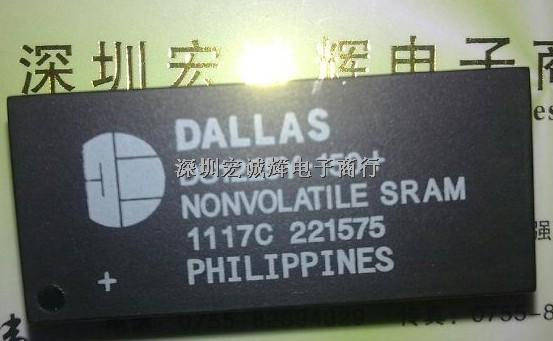 深圳宏 辉电子商
DALLAS
深圳宏诚辉电子商行
NONVOLATILE SRAM
1117C 221575
+ PHILIPPINES